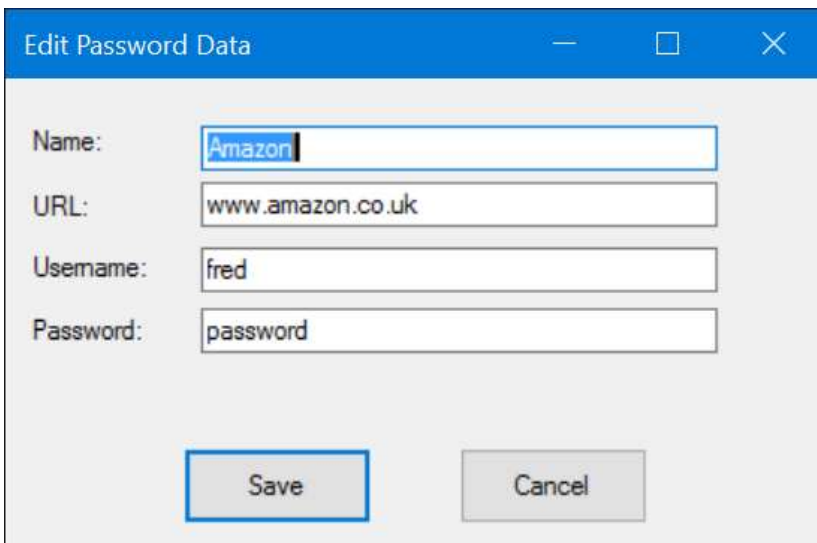 Edit Password Data
Name: Amazon
URL: www.amazon.co.uk
Username: fred
Password: password
Save Cancel